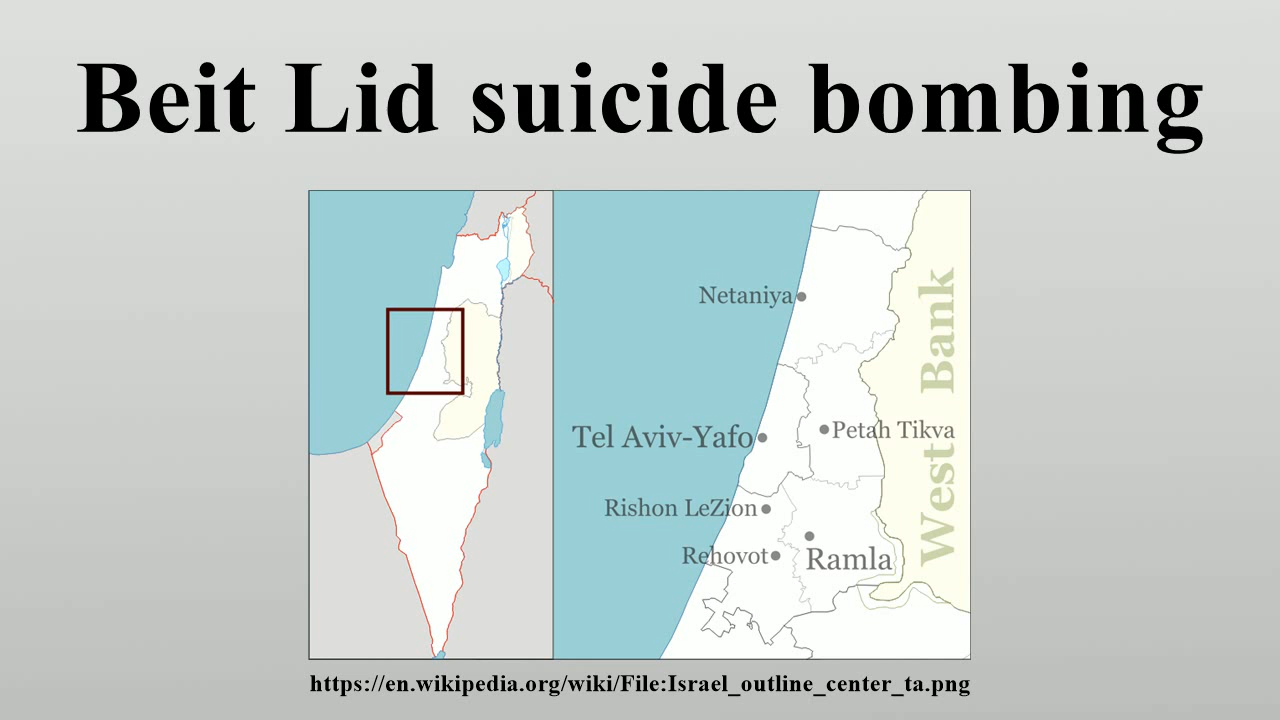 Beit Lid suicide bombing
Netaniya
Tel Aviv-Yafo
Petah Tikva
Rishon LeZion
Rehovot
Ramla
West Bank
https://en.wikipedia.org/wiki/File:Israel_outline_center_ta.png